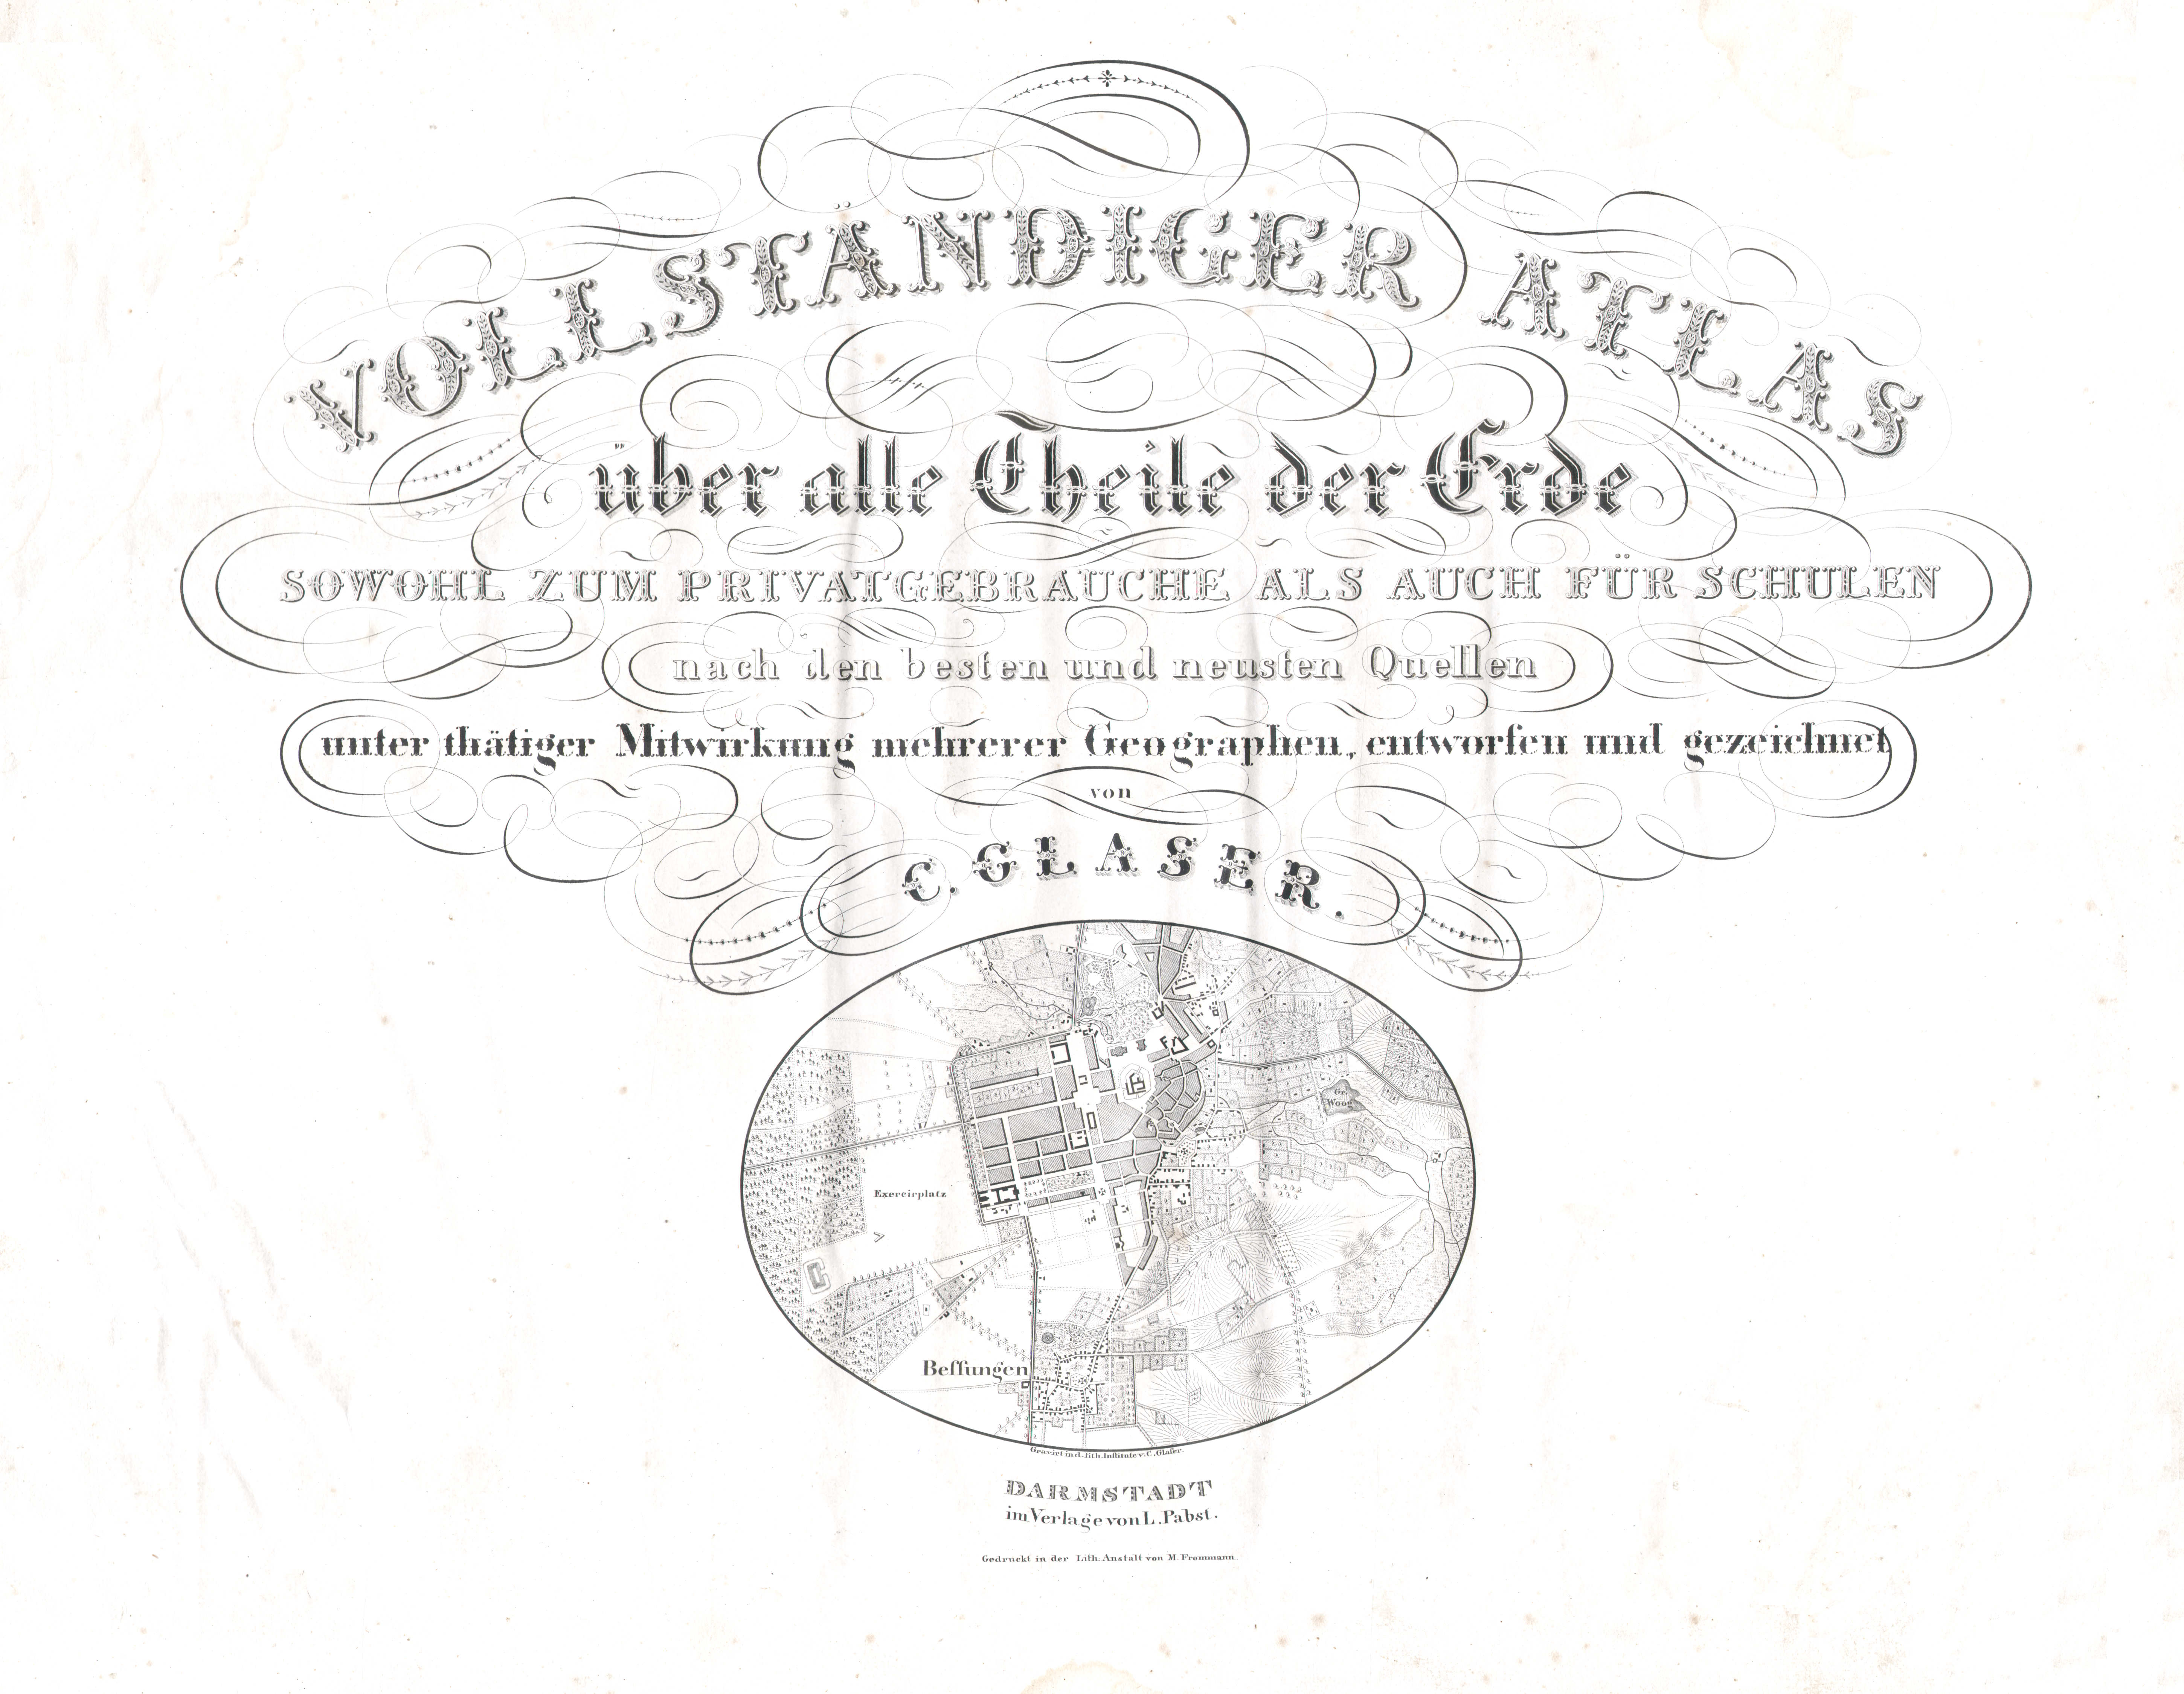 VOLLSTÄNDIGER ATLAS
über alle Theile der Erde
SOWOHL ZUM PRIVATGEBRAUCHE ALS AUCH FÜR SCHULEN
nach den besten und neusten Quellen
unter thätiger Mitwirkung mehrerer Geographen, entworfen und gezeichnet
von
C. GLASER.
Gr. Woog
Exercirplatz
Beſſungen
Gravirt in d. lith. Inſtitute v. C. Glaſer.
DARMSTADT
im Verlage von L. Pabst.
Gedruckt in der Lith. Anstalt von M. Frommann.